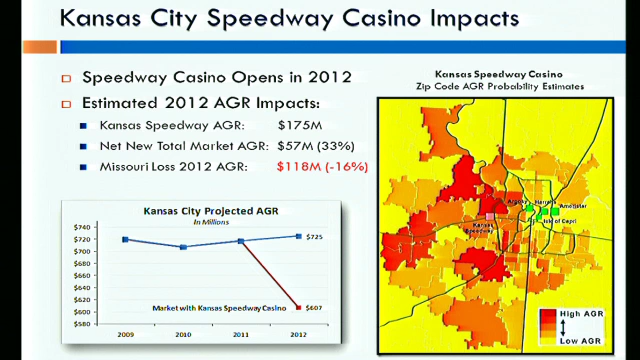 Kansas City Speedway Casino Impacts
Speedway Casino Opens in 2012
Estimated 2012 AGR Impacts:
Kansas Speedway AGR: $175M
Net New Total Market AGR: $57M (33%)
Missouri Loss 2012 AGR: $118M (-16%)
Kansas City Projected AGR
In Millions
$740
$720
$700
$680
$660
$640
$620
$600
$580
$725
Market with Kansas Speedway Casino
$607
2009
2010
2011
2012
Kansas Speedway Casino
Zip Code AGR Probability Estimates
Argosy
Harrahs
Ameristar
Isle of Capri
Kansas
Speedway
High AGR
Low AGR